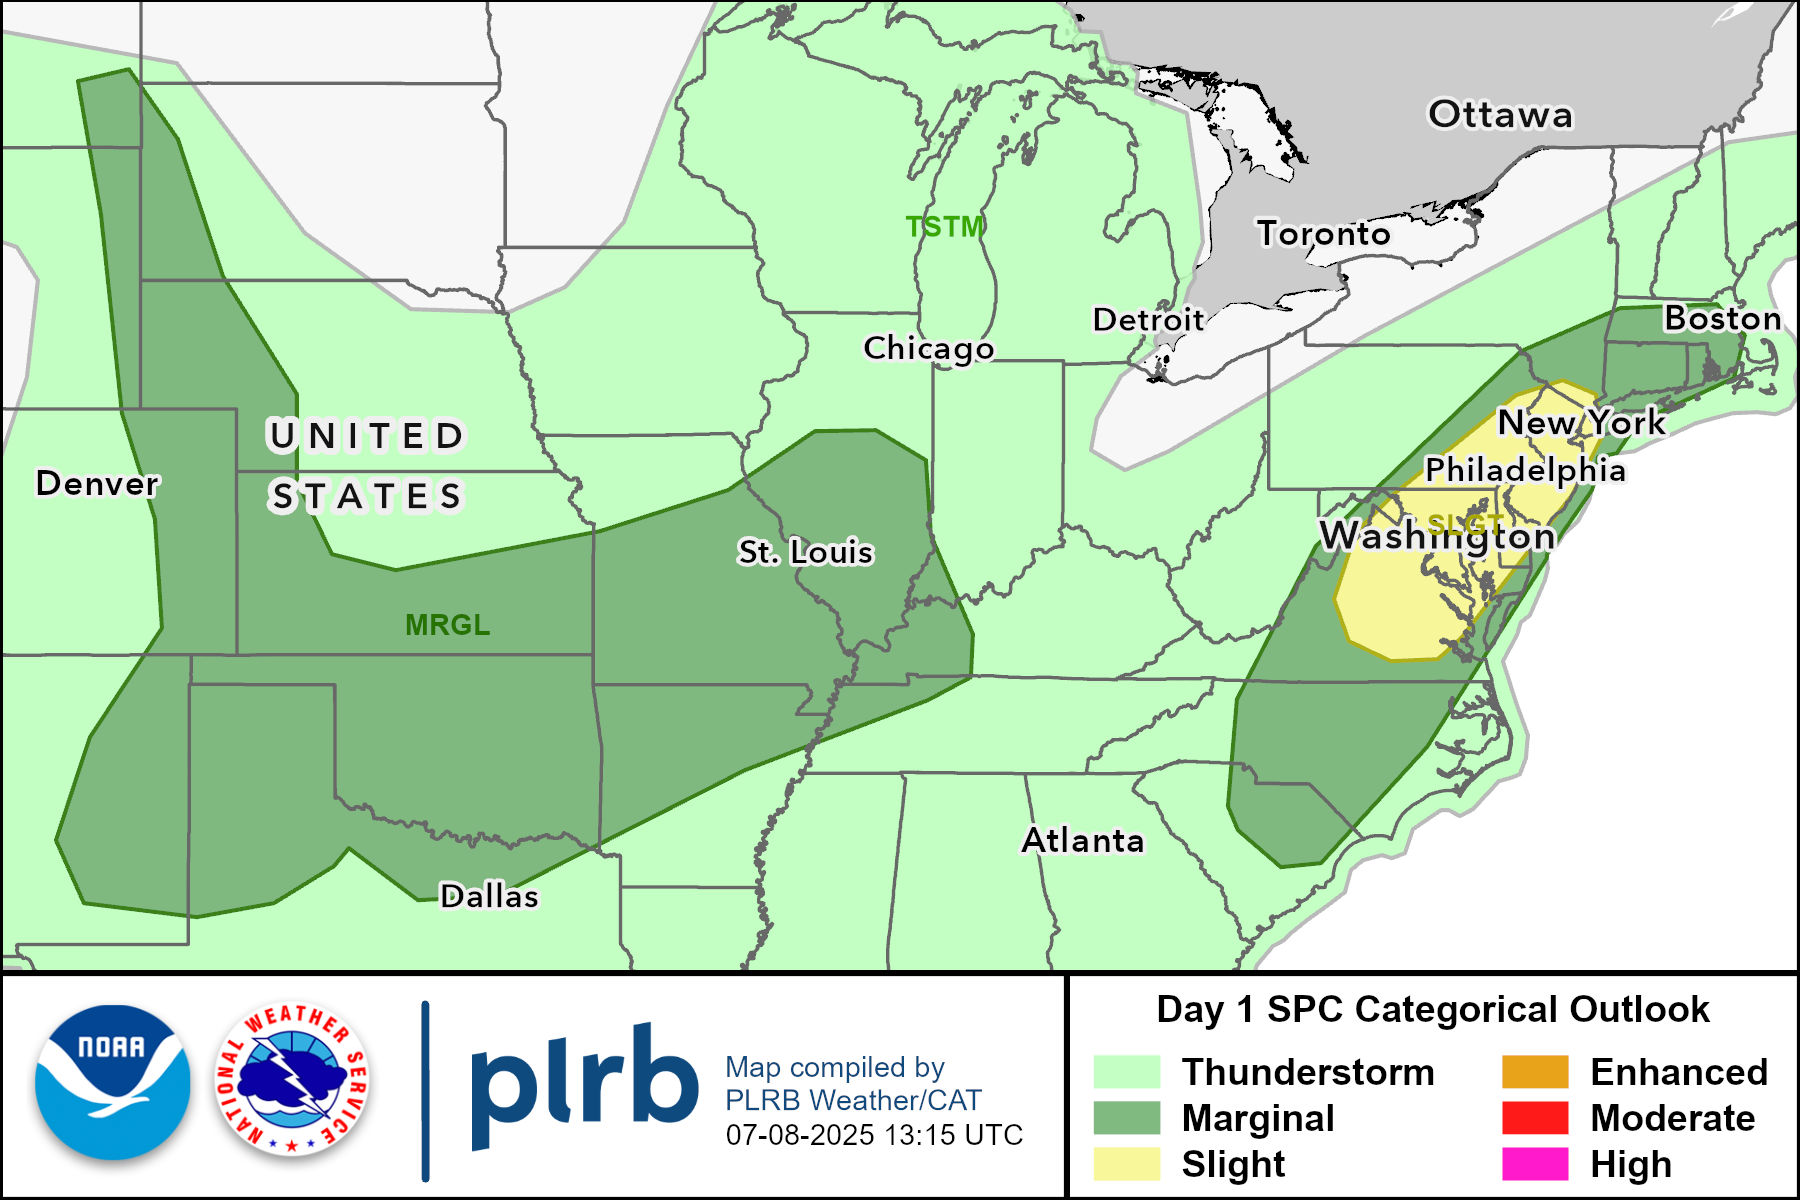 Ottawa
TSTM
Toronto
Detroit
Boston
Chicago
New York
UNITED
Philadelphia
Denver
STATES
SLGT
Washington
St. Louis
MRGL
Atlanta
Dallas
NOAA
NATIONAL WEATHER SERVICE
plrb
Map compiled by
PLRB Weather/CAT
07-08-2025 13:15 UTC
Day 1 SPC Categorical Outlook
Thunderstorm
Enhanced
Marginal
Moderate
Slight
High